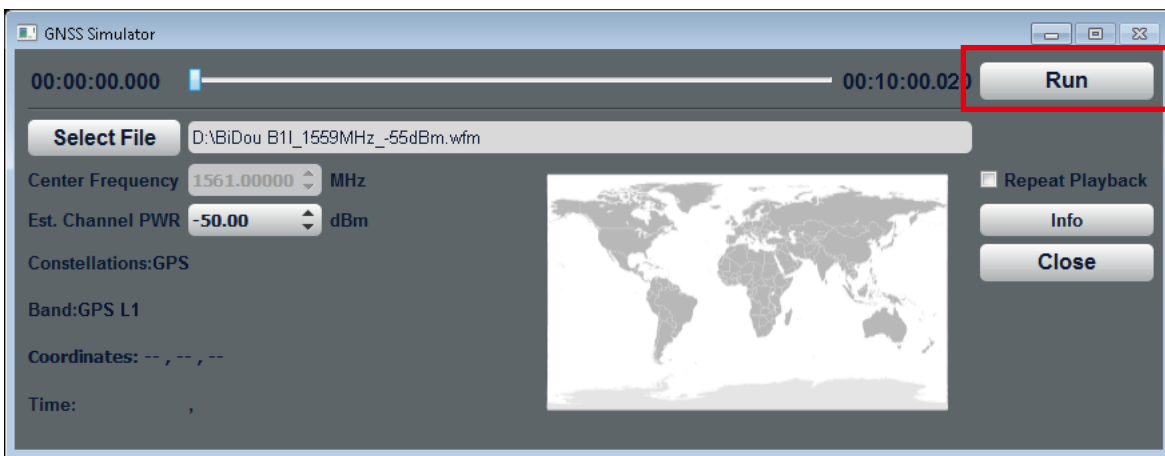 GNSS Simulator
00:00:00.000 00:10:00.020 Run
Select File D:\BiDou B1I_1559MHz_-55dBm.wfm
Center Frequency 1561.00000 MHz Repeat Playback
Est. Channel PWR -50.00 dBm Info
Constellations:GPS Close
Band:GPS L1
Coordinates: -- , -- , --
Time: ,